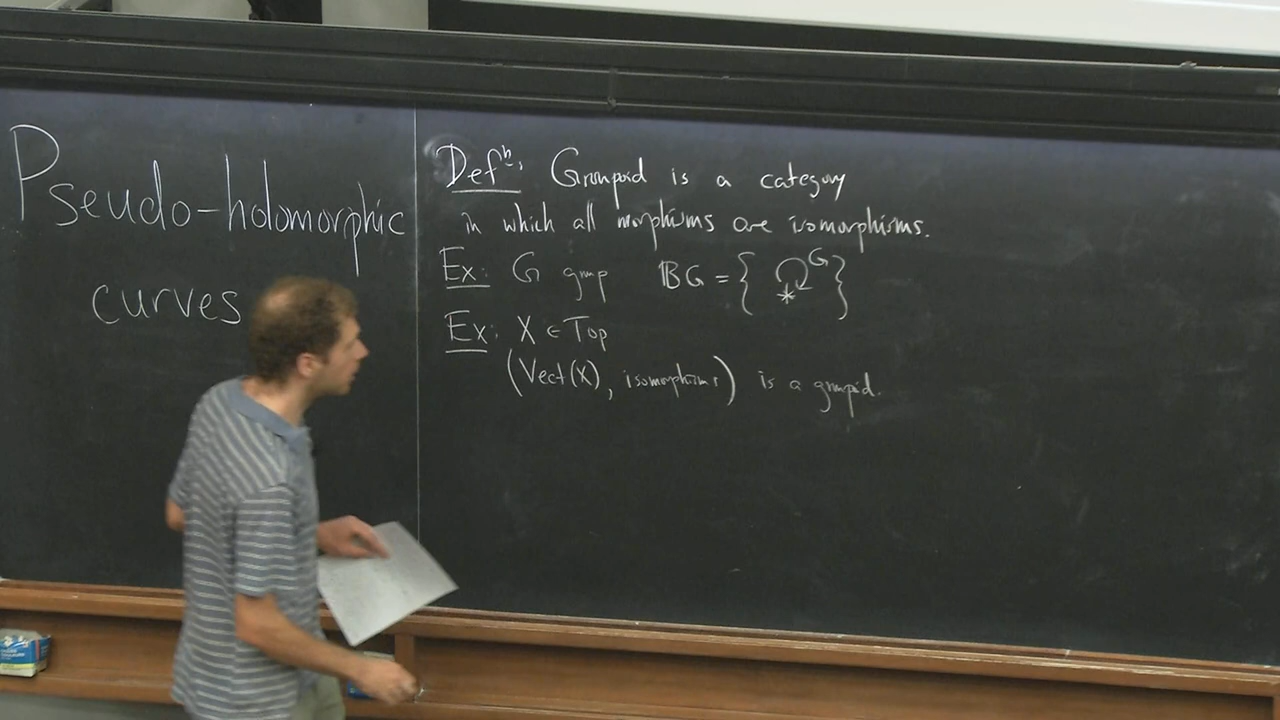 Pseudo-holomorphic
curves
Defⁿ: Groupoid is a category
in which all morphisms are isomorphisms.
Ex: G group BG = { * ↻ G }
Ex: X ∈ Top
(Vect(X), isomorphisms) is a groupoid.